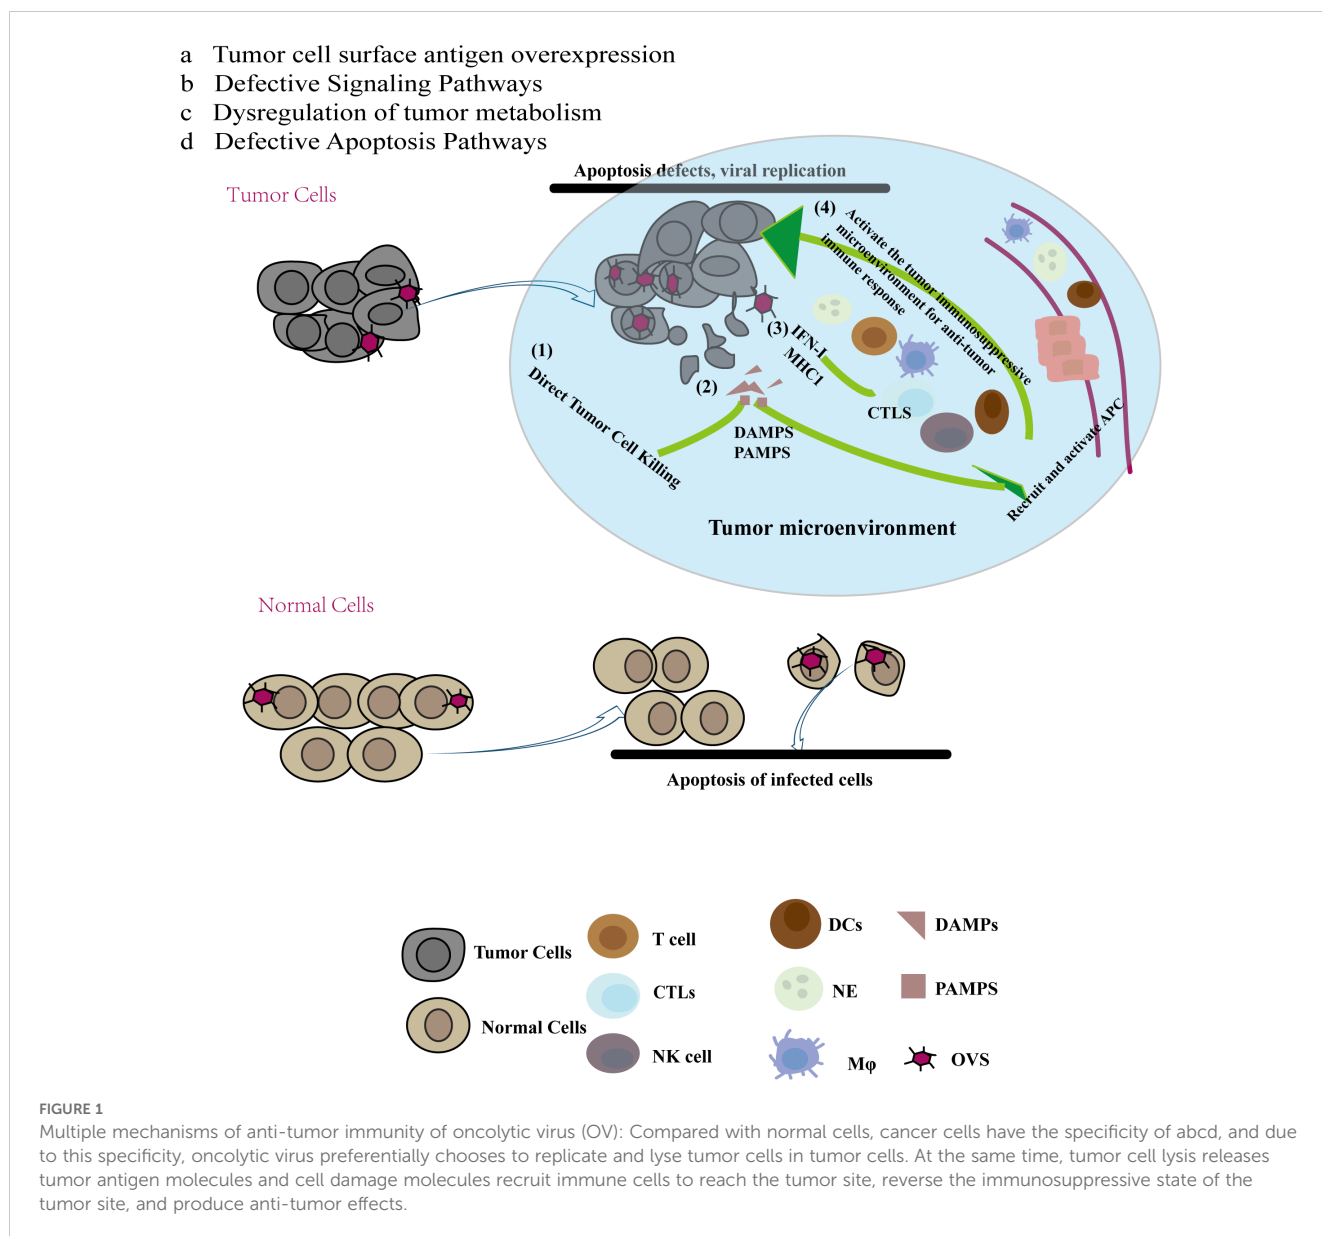 a Tumor cell surface antigen overexpression
b Defective Signaling Pathways
c Dysregulation of tumor metabolism
d Defective Apoptosis Pathways
Tumor Cells
Apoptosis defects, viral replication
(1)
Direct Tumor Cell Killing
(2)
DAMPS
PAMPS
(3)
IFN-I
MHC1
CTLS
(4)
Activate the tumor immunosuppressive
microenvironment for anti-tumor
immune response
Recruit and activate APC
Tumor microenvironment
Normal Cells
Apoptosis of infected cells
Tumor Cells
Normal Cells
T cell
CTLs
NK cell
DCs
NE
Mφ
DAMPs
PAMPS
OVS
FIGURE 1
Multiple mechanisms of anti-tumor immunity of oncolytic virus (OV): Compared with normal cells, cancer cells have the specificity of abcd, and due
to this specificity, oncolytic virus preferentially chooses to replicate and lyse tumor cells in tumor cells. At the same time, tumor cell lysis releases
tumor antigen molecules and cell damage molecules recruit immune cells to reach the tumor site, reverse the immunosuppressive state of the
tumor site, and produce anti-tumor effects.